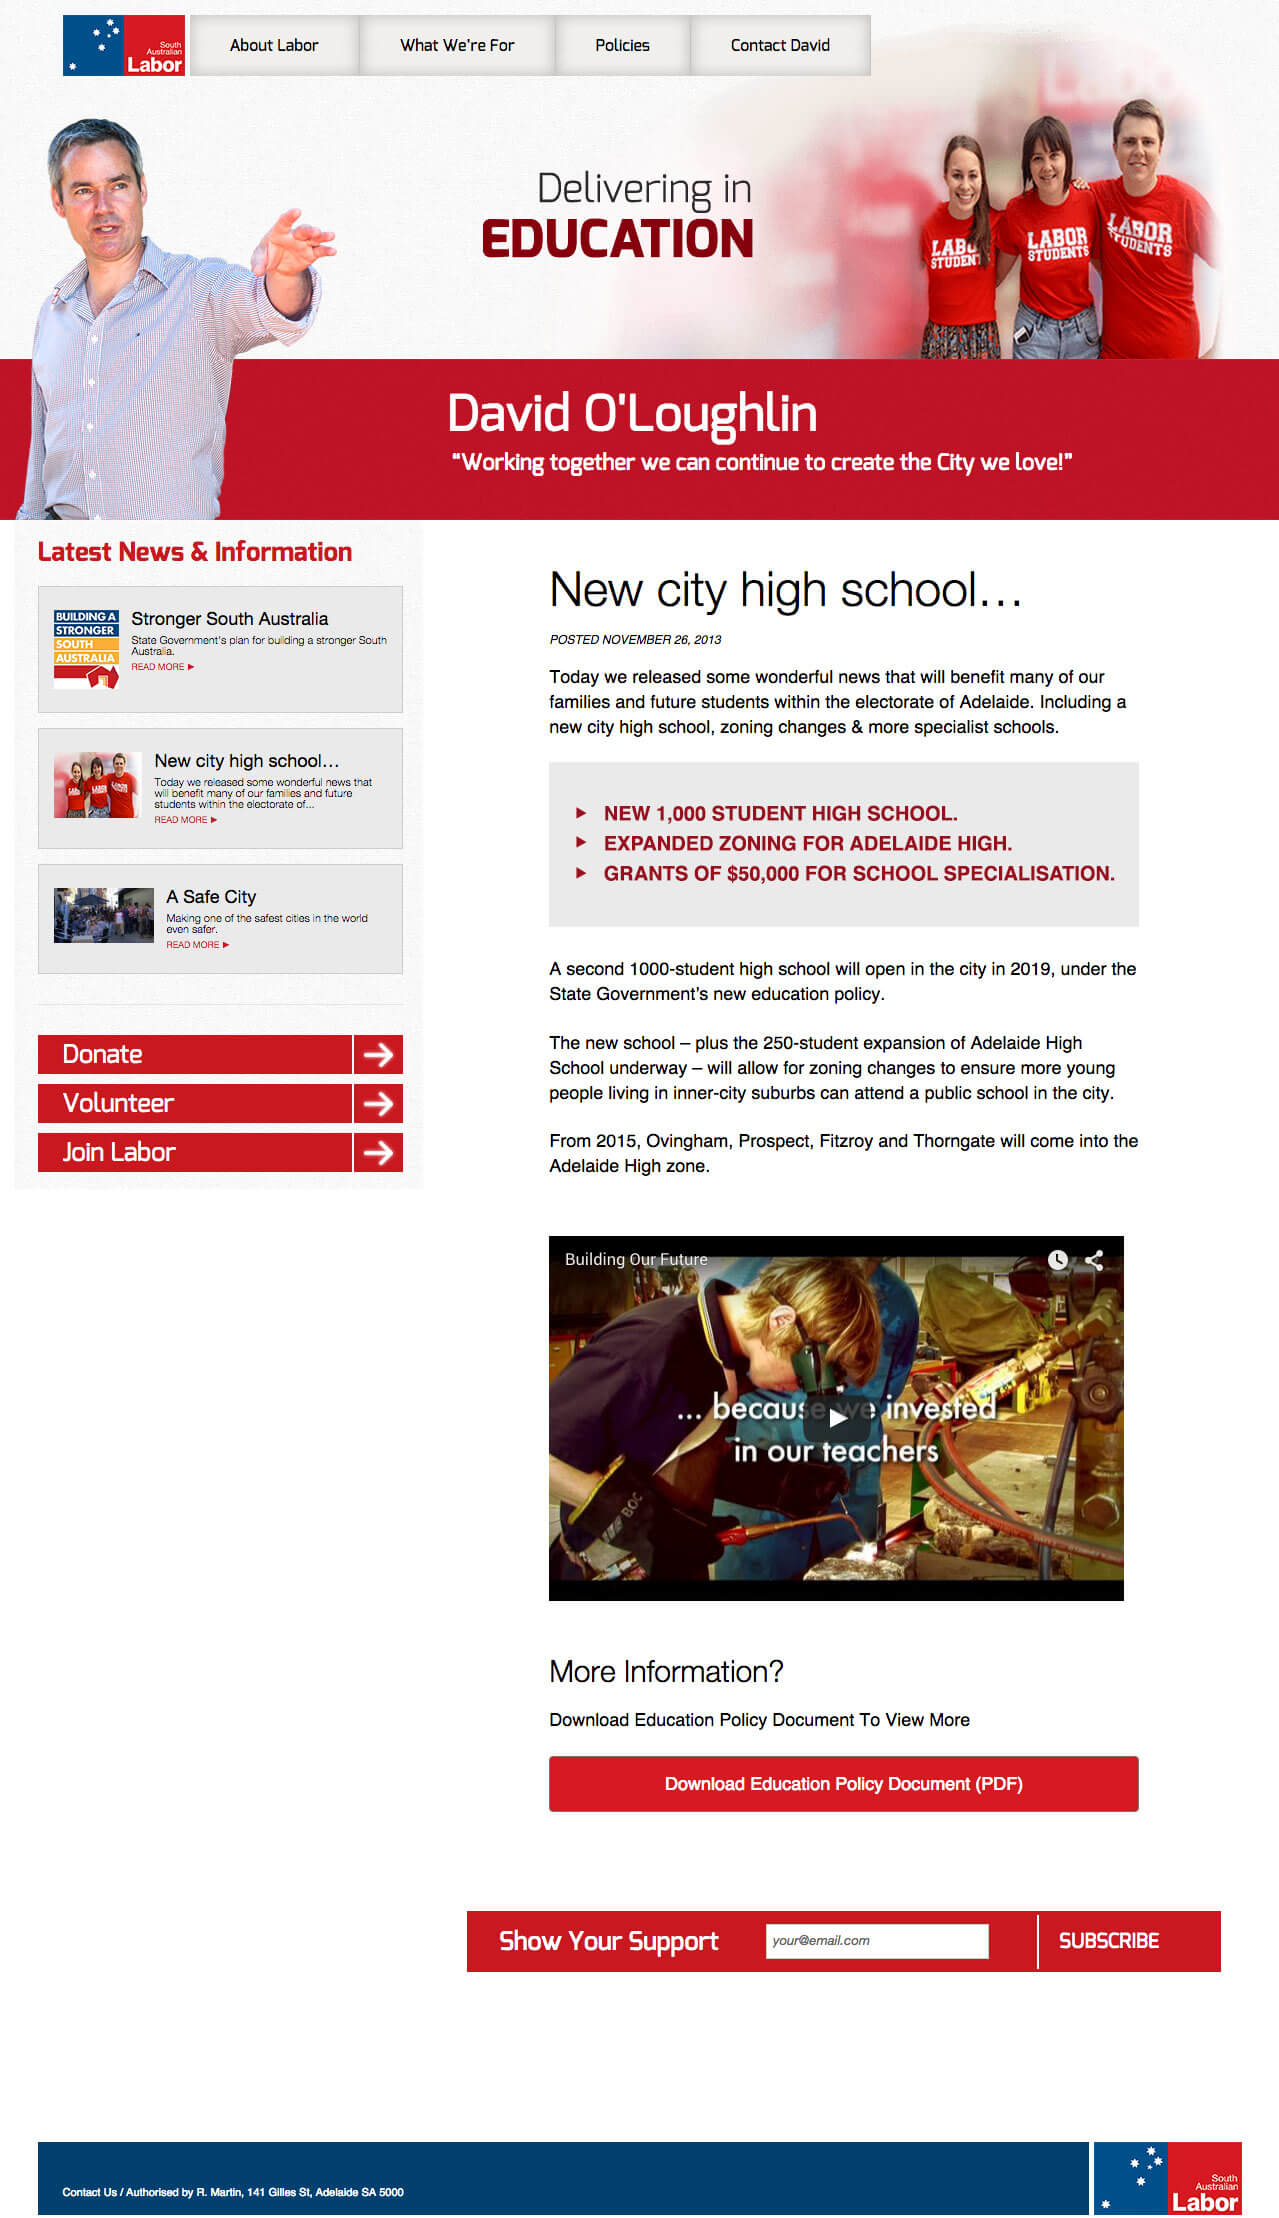 South
Australian
Labor
About Labor
What We're For
Policies
Contact David
Delivering in
EDUCATION
LABOR
STUDENTS
LABOR
STUDENTS
David O'Loughlin
“Working together we can continue to create the City we love!”
Latest News & Information
BUILDING A
STRONGER
SOUTH
AUSTRALIA
Stronger South Australia
State Government's plan for building a stronger South
Australia.
READ MORE ▶
New city high school…
Today we released some wonderful news that
will benefit many of our families and future
students within the electorate of...
READ MORE ▶
A Safe City
Making one of the safest cities in the world
even safer.
READ MORE ▶
Donate
Volunteer
Join Labor
New city high school…
POSTED NOVEMBER 26, 2013
Today we released some wonderful news that will benefit many of our
families and future students within the electorate of Adelaide. Including a
new city high school, zoning changes & more specialist schools.
NEW 1,000 STUDENT HIGH SCHOOL.
EXPANDED ZONING FOR ADELAIDE HIGH.
GRANTS OF $50,000 FOR SCHOOL SPECIALISATION.
A second 1000-student high school will open in the city in 2019, under the
State Government's new education policy.
The new school – plus the 250-student expansion of Adelaide High
School underway – will allow for zoning changes to ensure more young
people living in inner-city suburbs can attend a public school in the city.
From 2015, Ovingham, Prospect, Fitzroy and Thorngate will come into the
Adelaide High zone.
Building Our Future
... because we invested
in our teachers
BOC
More Information?
Download Education Policy Document To View More
Download Education Policy Document (PDF)
Show Your Support
your@email.com
SUBSCRIBE
Contact Us / Authorised by R. Martin, 141 Gilles St, Adelaide SA 5000
South
Australian
Labor